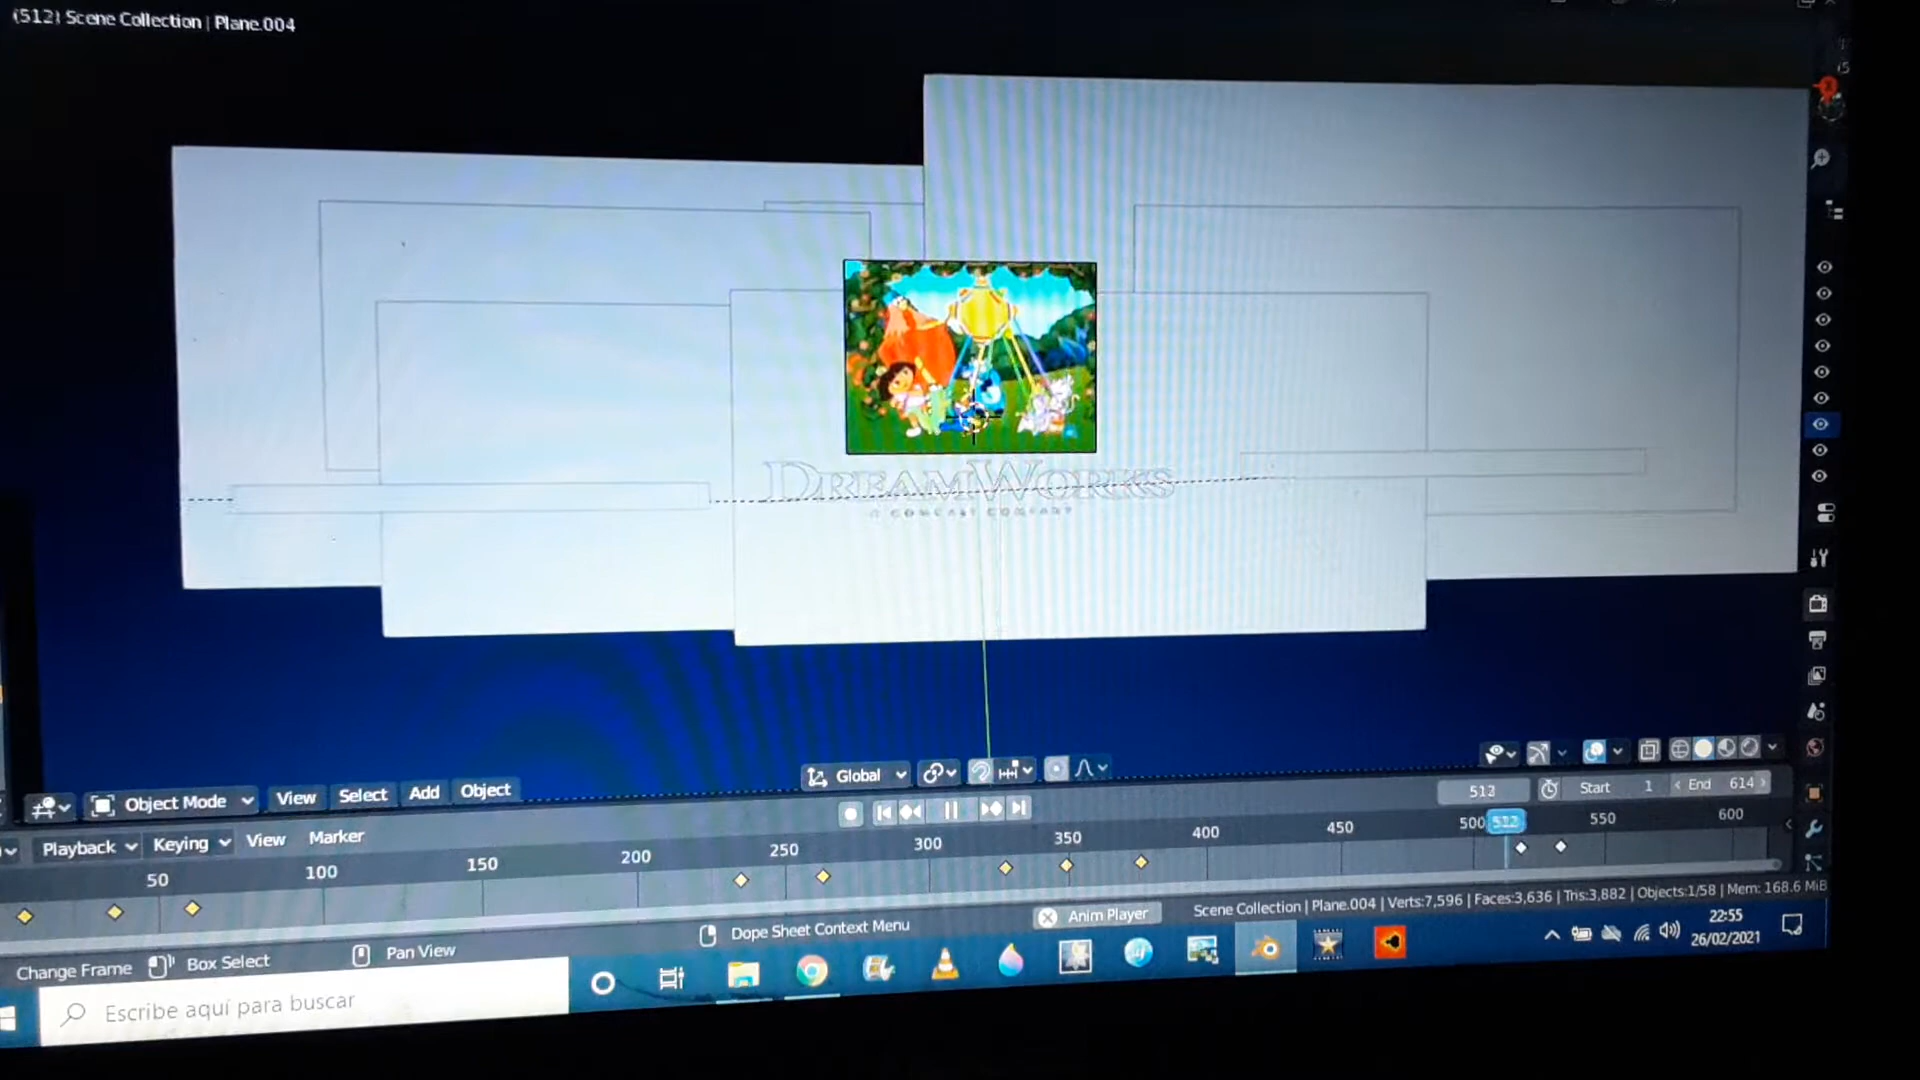 (512) Scene Collection | Plane.004
DREAMWORKS
A COMCAST COMPANY
Global
Object Mode
View
Select
Add
Object
512
Start 1
End 614
Playback
Keying
View
Marker
50
100
150
200
250
300
350
400
450
500
512
550
600
Change Frame
Box Select
Pan View
Dope Sheet Context Menu
Anim Player
Scene Collection | Plane.004 | Verts:7,596 | Faces:3,636 | Tris:3,882 | Objects:1/58 | Mem: 168.6 MiB
Escribe aquí para buscar
22:55
26/02/2021